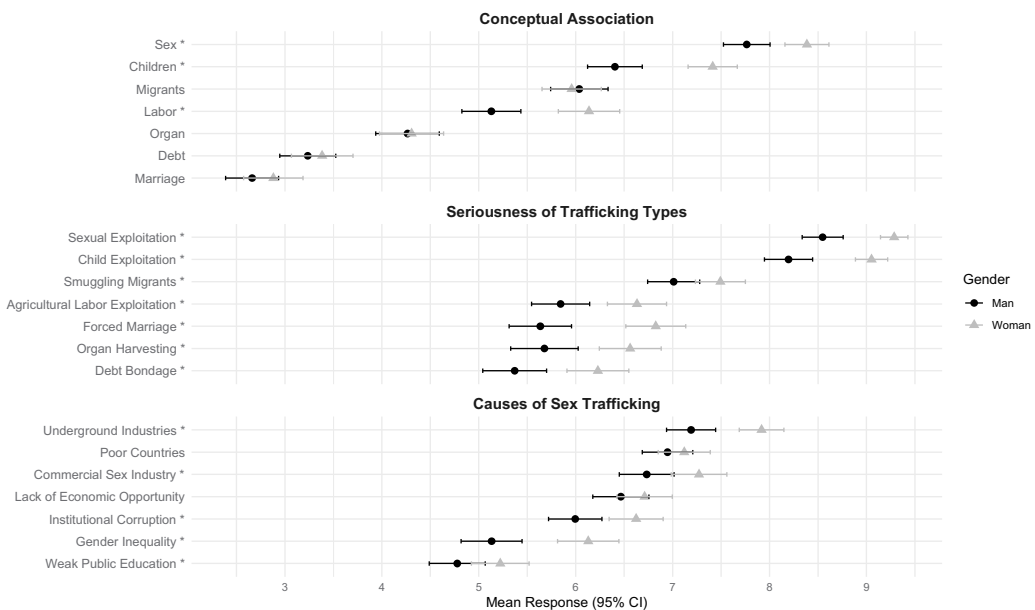 Conceptual Association
Sex *
Children *
Migrants
Labor *
Organ
Debt
Marriage
Seriousness of Trafficking Types
Sexual Exploitation *
Child Exploitation *
Smuggling Migrants *
Agricultural Labor Exploitation *
Forced Marriage *
Organ Harvesting *
Debt Bondage *
Gender
Man
Woman
Causes of Sex Trafficking
Underground Industries *
Poor Countries
Commercial Sex Industry *
Lack of Economic Opportunity
Institutional Corruption *
Gender Inequality *
Weak Public Education *
3 4 5 6 7 8 9
Mean Response (95% CI)